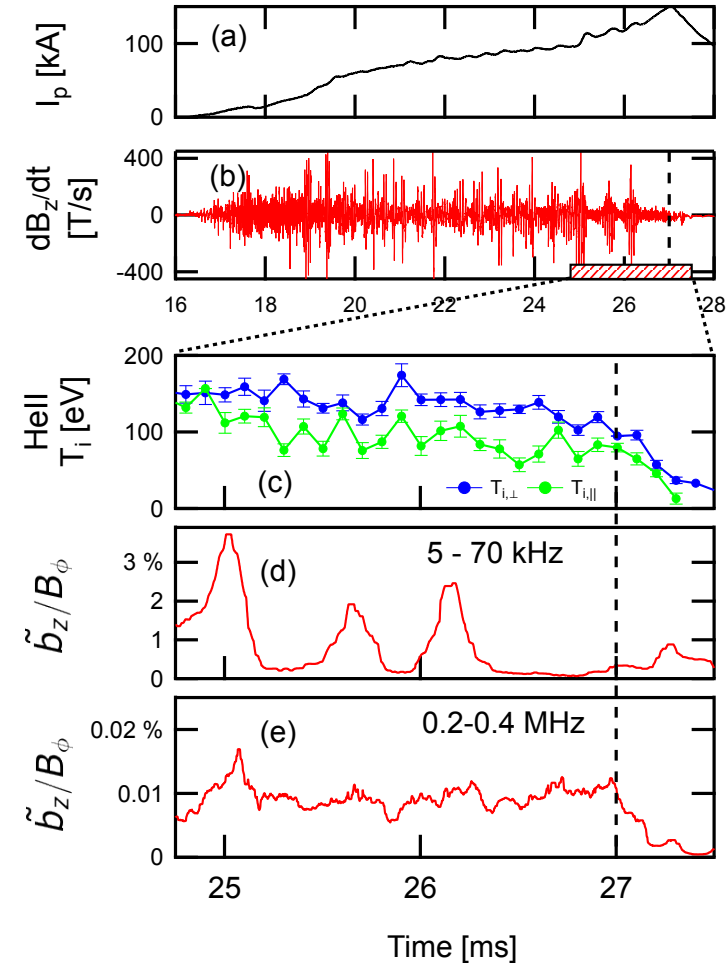 (a)
I_p [kA]
100
0
(b)
dB_z/dt
[T/s]
400
0
-400
16 18 20 22 24 26 28
HeII
T_i [eV]
200
100
0
(c)
T_{i,⊥} T_{i,||}
b̃_z/B_ϕ
3 %
2
1
0
(d)
5 - 70 kHz
b̃_z/B_ϕ
0.02 %
0.01
0
(e)
0.2-0.4 MHz
25 26 27
Time [ms]